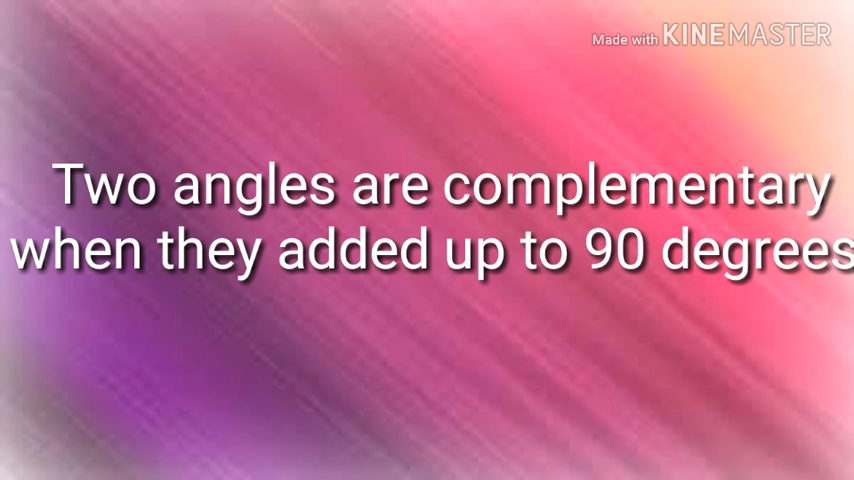 Made with KINEMASTER
Two angles are complementary
when they added up to 90 degrees